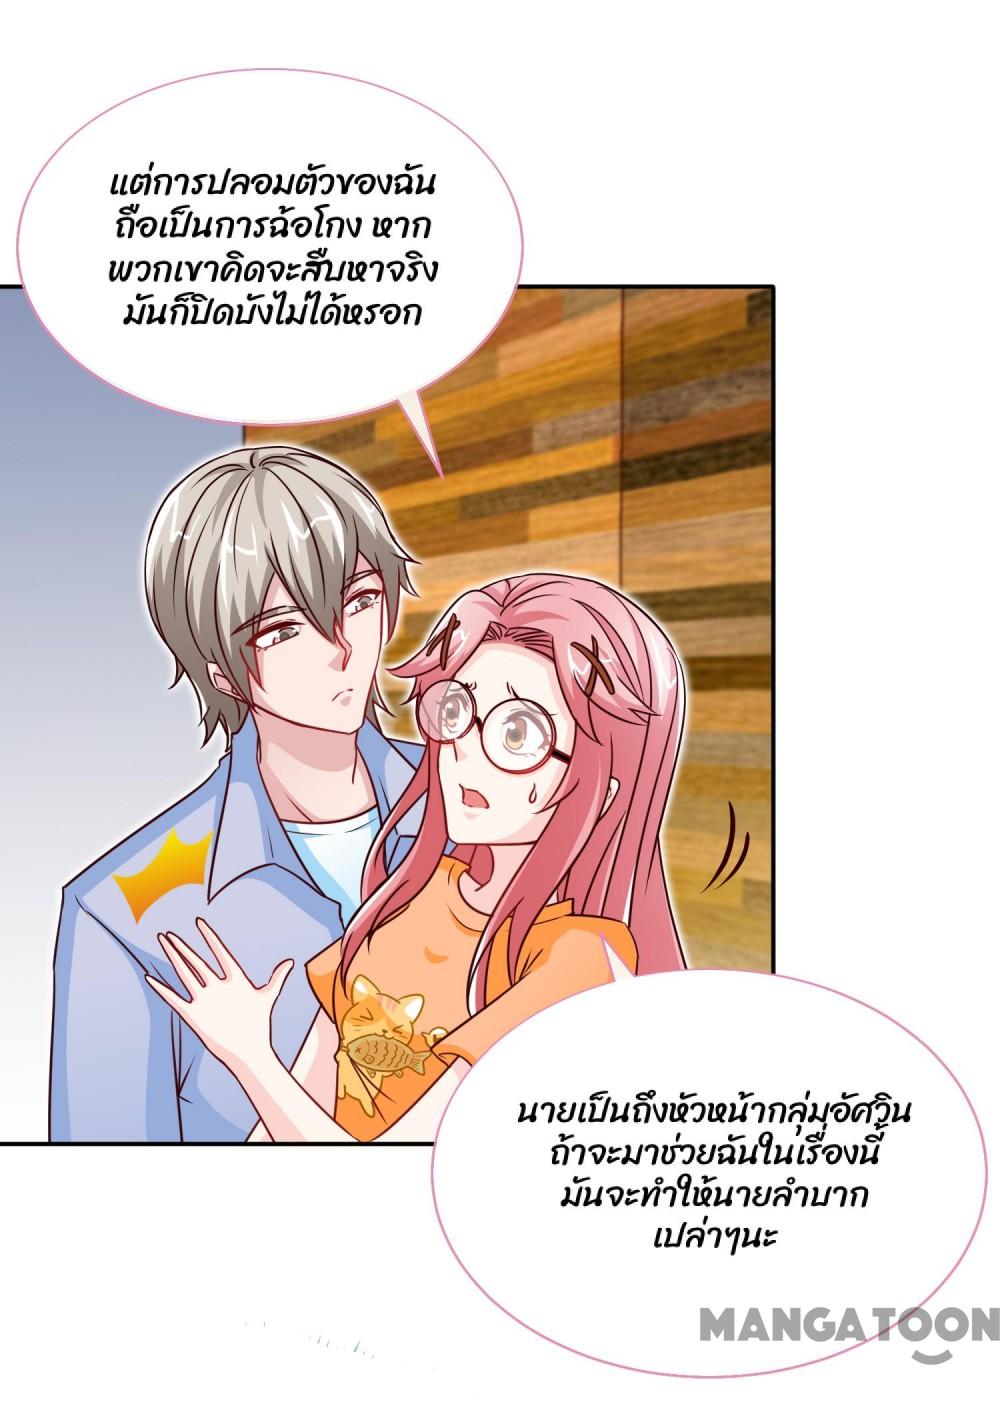 แต่การปลอมตัวของฉัน
ถือเป็นการฉ้อโกง หาก
พวกเขาคิดจะสืบหาจริง
มันก็ปิดบังไม่ได้หรอก
นายเป็นถึงหัวหน้ากลุ่มอัศวิน
ถ้าจะมาช่วยฉันในเรื่องนี้
มันจะทำให้นายลำบาก
เปล่าๆนะ
MANGATOON